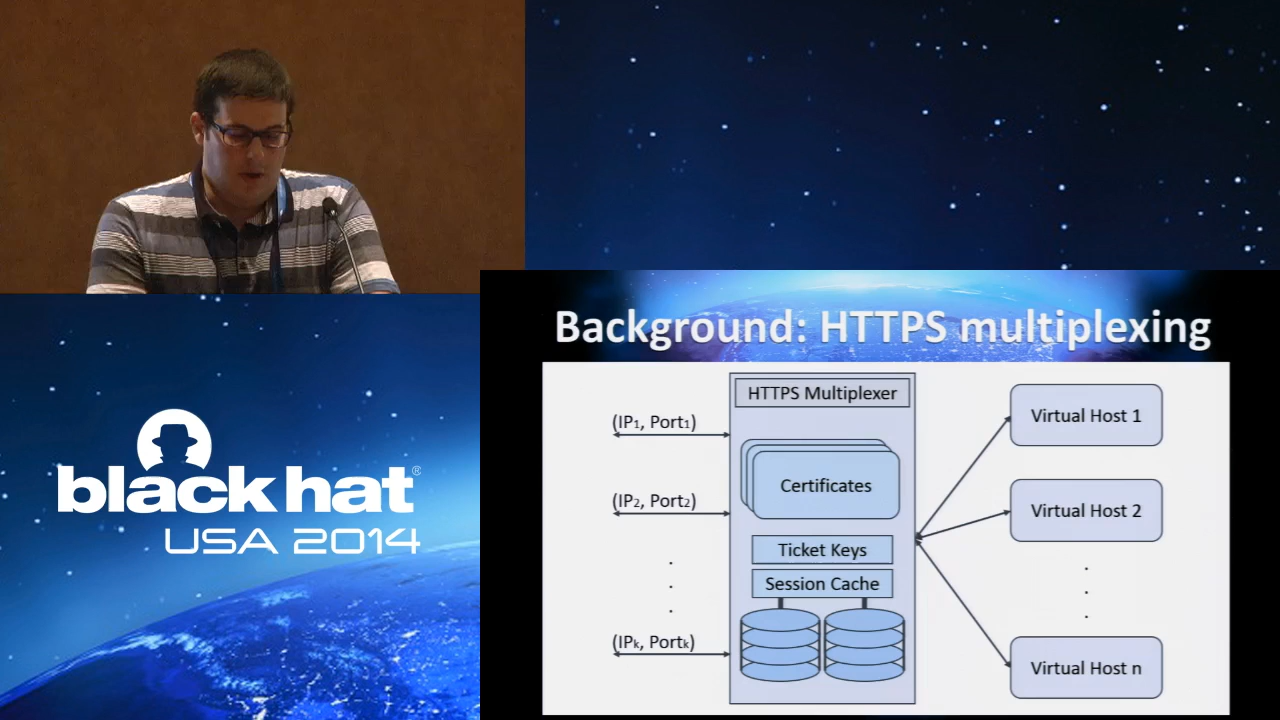 Background: HTTPS multiplexing
HTTPS Multiplexer
(IP1, Port1)
(IP2, Port2)
.
.
.
(IPk, Portk)
Certificates
Ticket Keys
Session Cache
Virtual Host 1
Virtual Host 2
.
.
.
Virtual Host n
black hat®
USA 2014